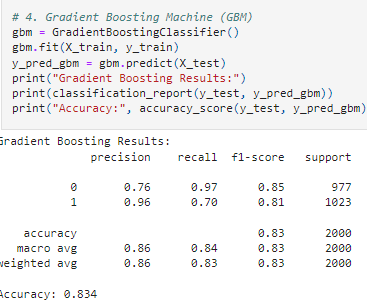 # 4. Gradient Boosting Machine (GBM)
gbm = GradientBoostingClassifier()
gbm.fit(X_train, y_train)
y_pred_gbm = gbm.predict(X_test)
print("Gradient Boosting Results:")
print(classification_report(y_test, y_pred_gbm))
print("Accuracy:", accuracy_score(y_test, y_pred_gbm))
Gradient Boosting Results:
precision recall f1-score support
0 0.76 0.97 0.85 977
1 0.96 0.70 0.81 1023
accuracy 0.83 2000
macro avg 0.86 0.84 0.83 2000
weighted avg 0.86 0.83 0.83 2000
Accuracy: 0.834